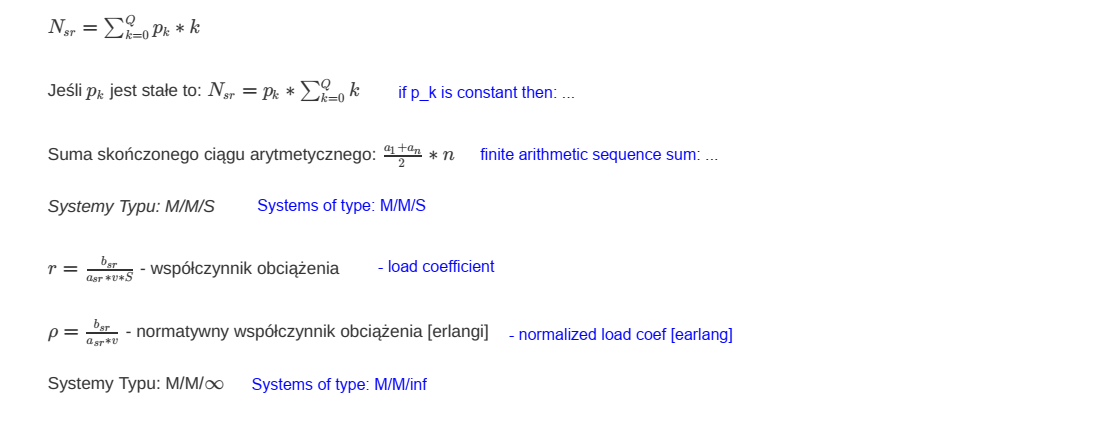 N_{sr} = \sum_{k=0}^{Q} p_k * k
Jeśli p_k jest stałe to: N_{sr} = p_k * \sum_{k=0}^{Q} k if p_k is constant then: ...
Suma skończonego ciągu arytmetycznego: \frac{a_1+a_n}{2} * n finite arithmetic sequence sum: ...
Systemy Typu: M/M/S Systems of type: M/M/S
r = \frac{b_{sr}}{a_{sr}*v*S} - współczynnik obciążenia - load coefficient
ρ = \frac{b_{sr}}{a_{sr}*v} - normatywny współczynnik obciążenia [erlangi] - normalized load coef [earlang]
Systemy Typu: M/M/∞ Systems of type: M/M/inf